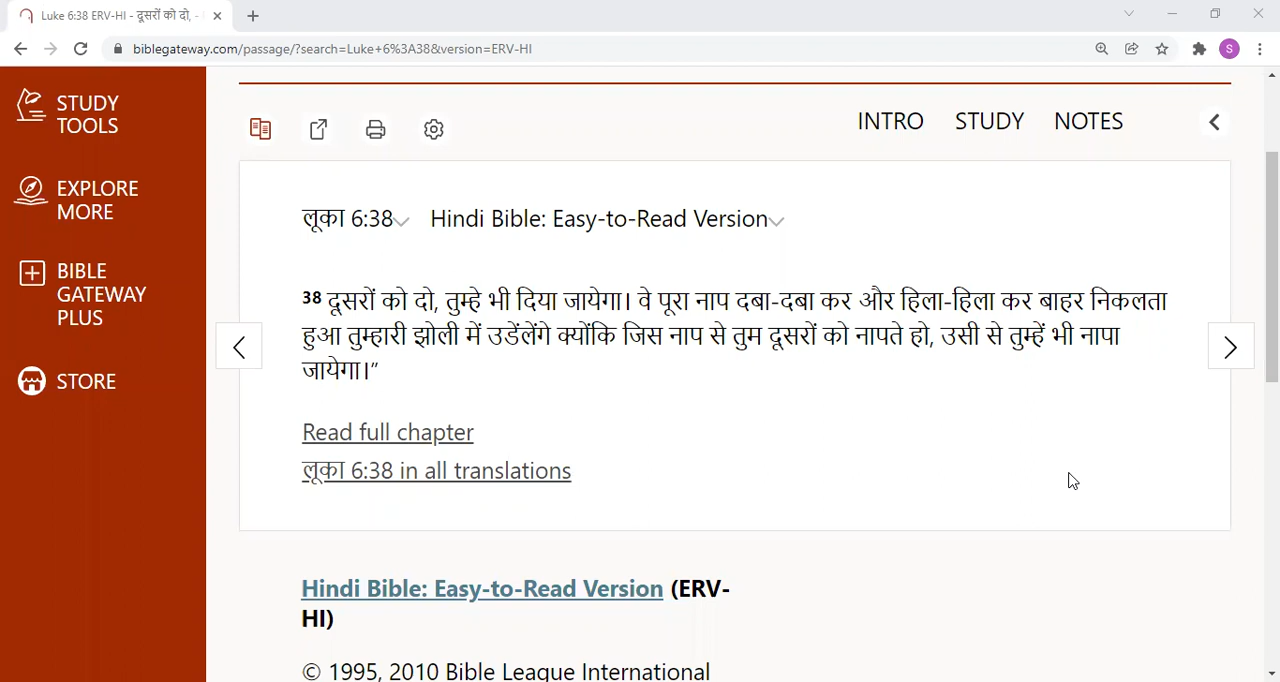 Luke 6:38 ERV-HI - दूसरों को दो,
biblegateway.com/passage/?search=Luke+6%3A38&version=ERV-HI
S
STUDY
TOOLS
EXPLORE
MORE
BIBLE
GATEWAY
PLUS
STORE
INTRO STUDY NOTES
लूका 6:38 Hindi Bible: Easy-to-Read Version
38 दूसरों को दो, तुम्हे भी दिया जायेगा। वे पूरा नाप दबा-दबा कर और हिला-हिला कर बाहर निकलता
हुआ तुम्हारी झोली में उडेंलेंगे क्योंकि जिस नाप से तुम दूसरों को नापते हो, उसी से तुम्हें भी नापा
जायेगा।”
Read full chapter
लूका 6:38 in all translations
Hindi Bible: Easy-to-Read Version (ERV-
HI)
© 1995, 2010 Bible League International